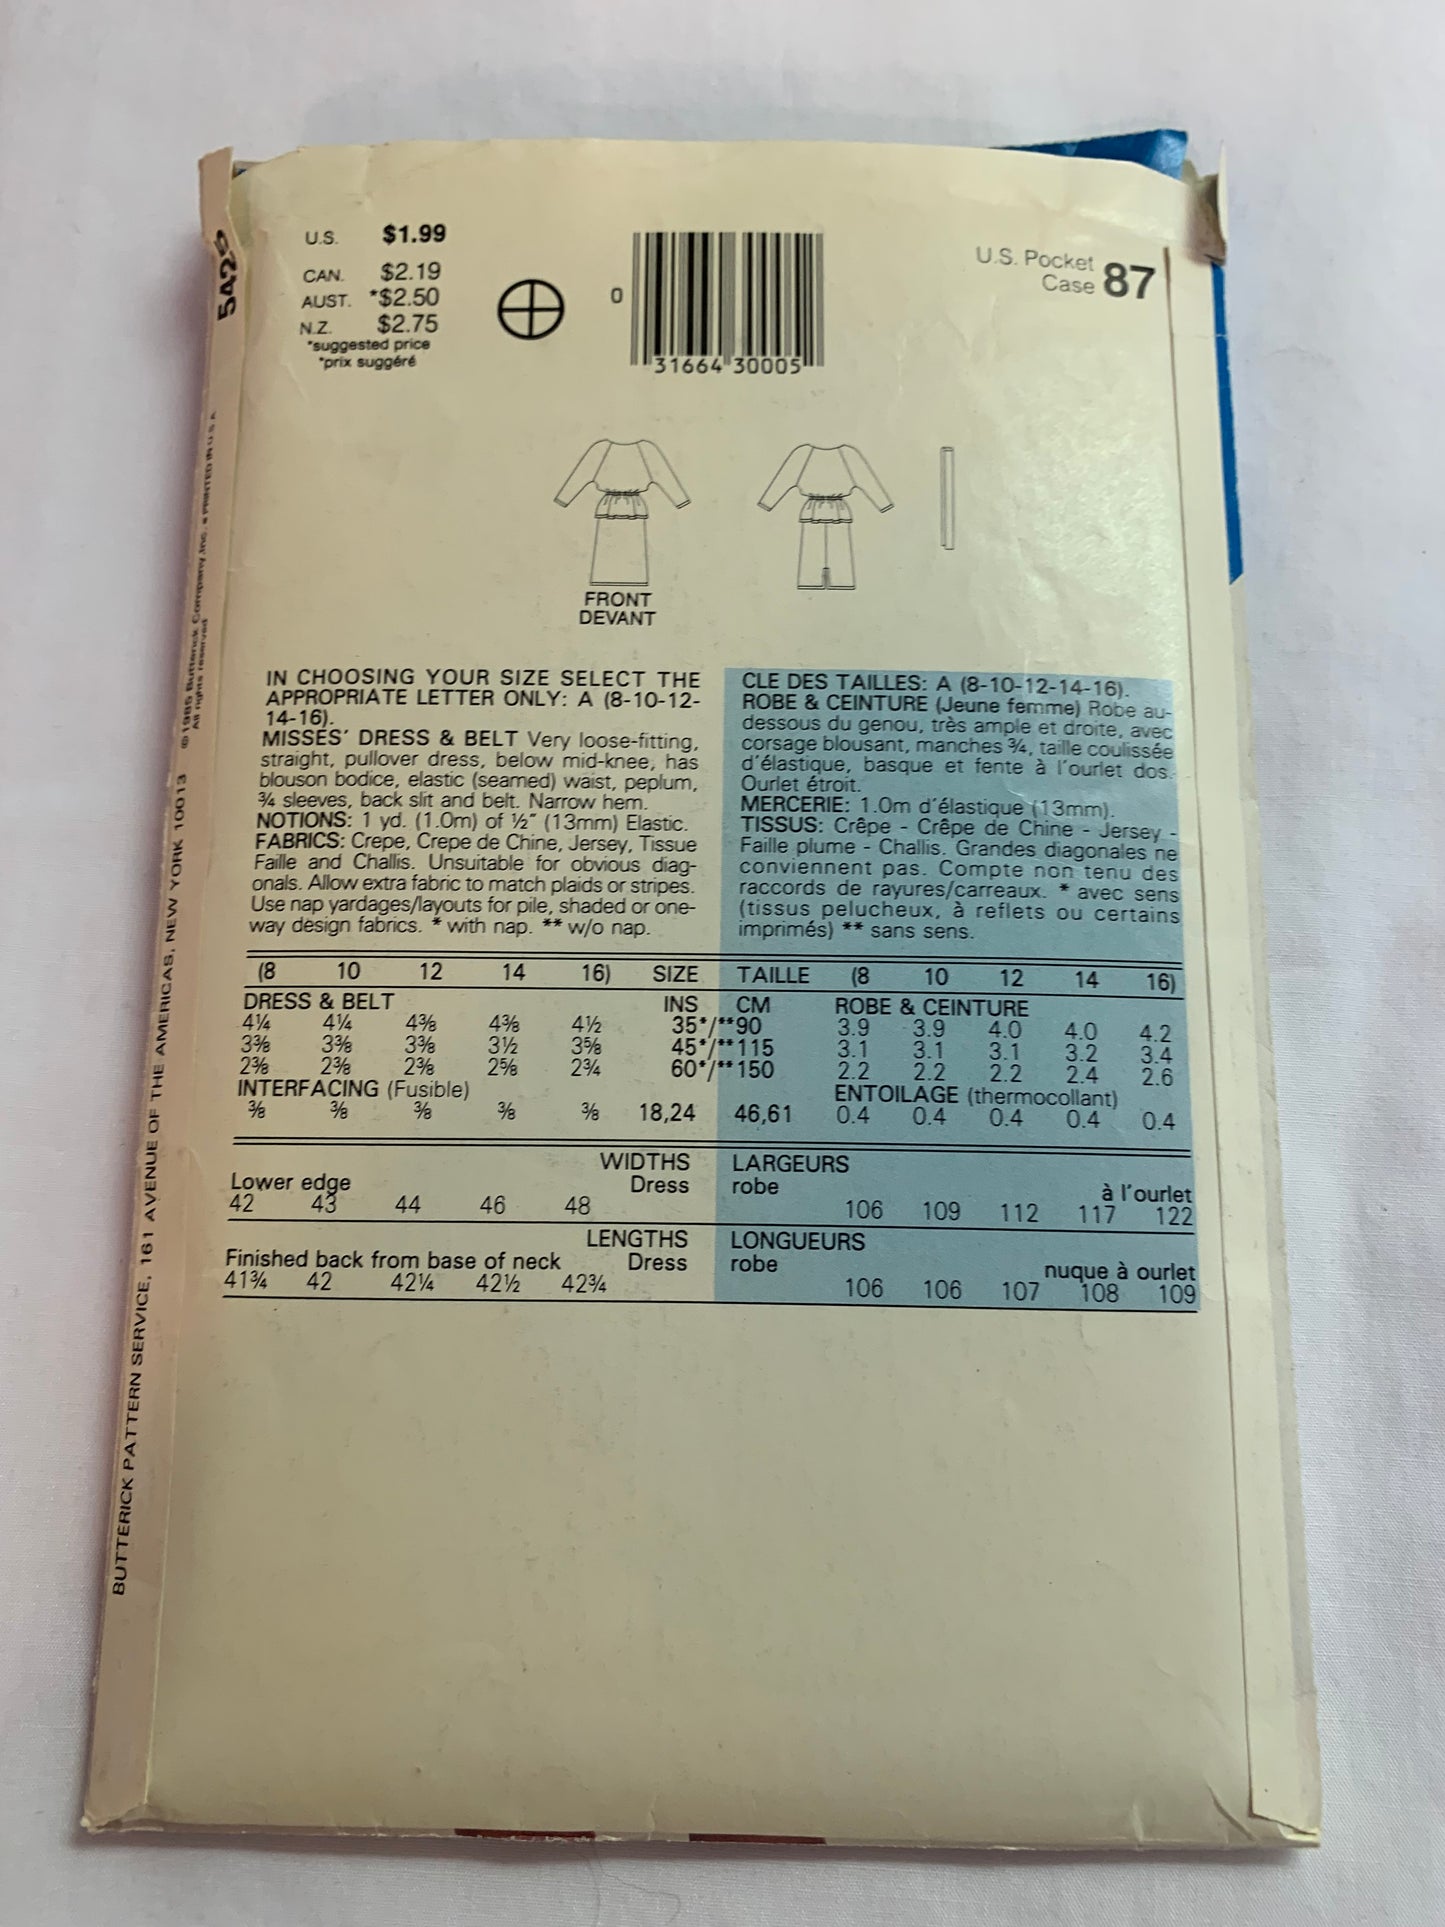 5425
BUTTERICK PATTERN SERVICE, 161 AVENUE OF THE AMERICAS, NEW YORK 10013
©1985 Butterick Company, Inc. • PRINTED IN U.S.A
All rights reserved
U.S. $1.99
CAN. $2.19
AUST. *$2.50
N.Z. $2.75
*suggested price
*prix suggéré
0 31664 30005
U.S. Pocket
Case 87
FRONT
DEVANT
IN CHOOSING YOUR SIZE SELECT THE
APPROPRIATE LETTER ONLY: A (8-10-12-
14-16).
MISSES' DRESS & BELT Very loose-fitting,
straight, pullover dress, below mid-knee, has
blouson bodice, elastic (seamed) waist, peplum,
¾ sleeves, back slit and belt. Narrow hem.
NOTIONS: 1 yd. (1.0m) of ½" (13mm) Elastic.
FABRICS: Crepe, Crepe de Chine, Jersey, Tissue
Faille and Challis. Unsuitable for obvious diag-
onals. Allow extra fabric to match plaids or stripes.
Use nap yardages/layouts for pile, shaded or one-
way design fabrics. * with nap. ** w/o nap.
CLE DES TAILLES: A (8-10-12-14-16).
ROBE & CEINTURE (Jeune femme) Robe au-
dessous du genou, très ample et droite, avec
corsage blousant, manches ¾, taille coulissée
d'élastique, basque et fente à l'ourlet dos.
Ourlet étroit.
MERCERIE: 1.0m d'élastique (13mm).
TISSUS: Crêpe - Crêpe de Chine - Jersey -
Faille plume - Challis. Grandes diagonales ne
conviennent pas. Compte non tenu des
raccords de rayures/carreaux. * avec sens
(tissus pelucheux, à reflets ou certains
imprimés) ** sans sens.
(8 10 12 14 16) SIZE TAILLE (8 10 12 14 16)
DRESS & BELT INS CM ROBE & CEINTURE
4¼ 4¼ 4⅜ 4⅜ 4½ 35*/**90 3.9 3.9 4.0 4.0 4.2
3⅜ 3⅜ 3⅜ 3½ 3⅝ 45*/**115 3.1 3.1 3.1 3.2 3.4
2⅜ 2⅜ 2⅜ 2⅝ 2¾ 60*/**150 2.2 2.2 2.2 2.4 2.6
INTERFACING (Fusible) ENTOILAGE (thermocollant)
⅜ ⅜ ⅜ ⅜ ⅜ 18,24 46,61 0.4 0.4 0.4 0.4 0.4
WIDTHS LARGEURS
Lower edge Dress robe à l'ourlet
42 43 44 46 48 106 109 112 117 122
LENGTHS LONGUEURS
Finished back from base of neck Dress robe nuque à ourlet
41¾ 42 42¼ 42½ 42¾ 106 106 107 108 109